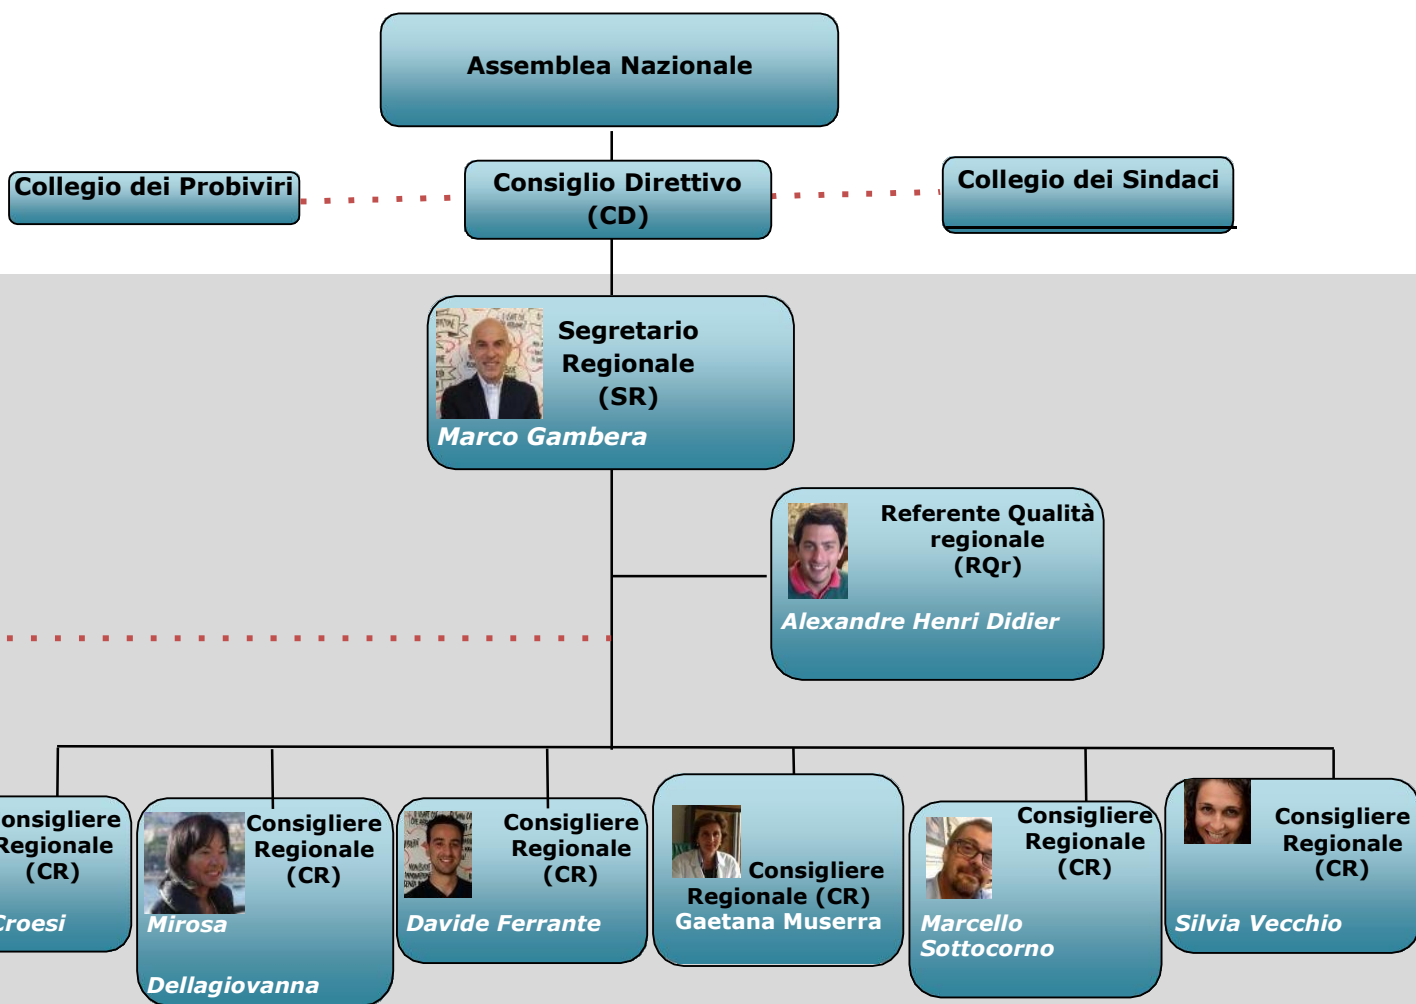 Assemblea Nazionale
Collegio dei Probiviri
Consiglio Direttivo
(CD)
Collegio dei Sindaci
Segretario
Regionale
(SR)
Marco Gambera
Referente Qualità
regionale
(RQr)
Alexandre Henri Didier
onsigliere
Regionale
(CR)
Croesi
Consigliere
Regionale
(CR)
Mirosa
Dellagiovanna
Consigliere
Regionale
(CR)
Davide Ferrante
Consigliere
Regionale (CR)
Gaetana Muserra
Consigliere
Regionale
(CR)
Marcello
Sottocorno
Consigliere
Regionale
(CR)
Silvia Vecchio